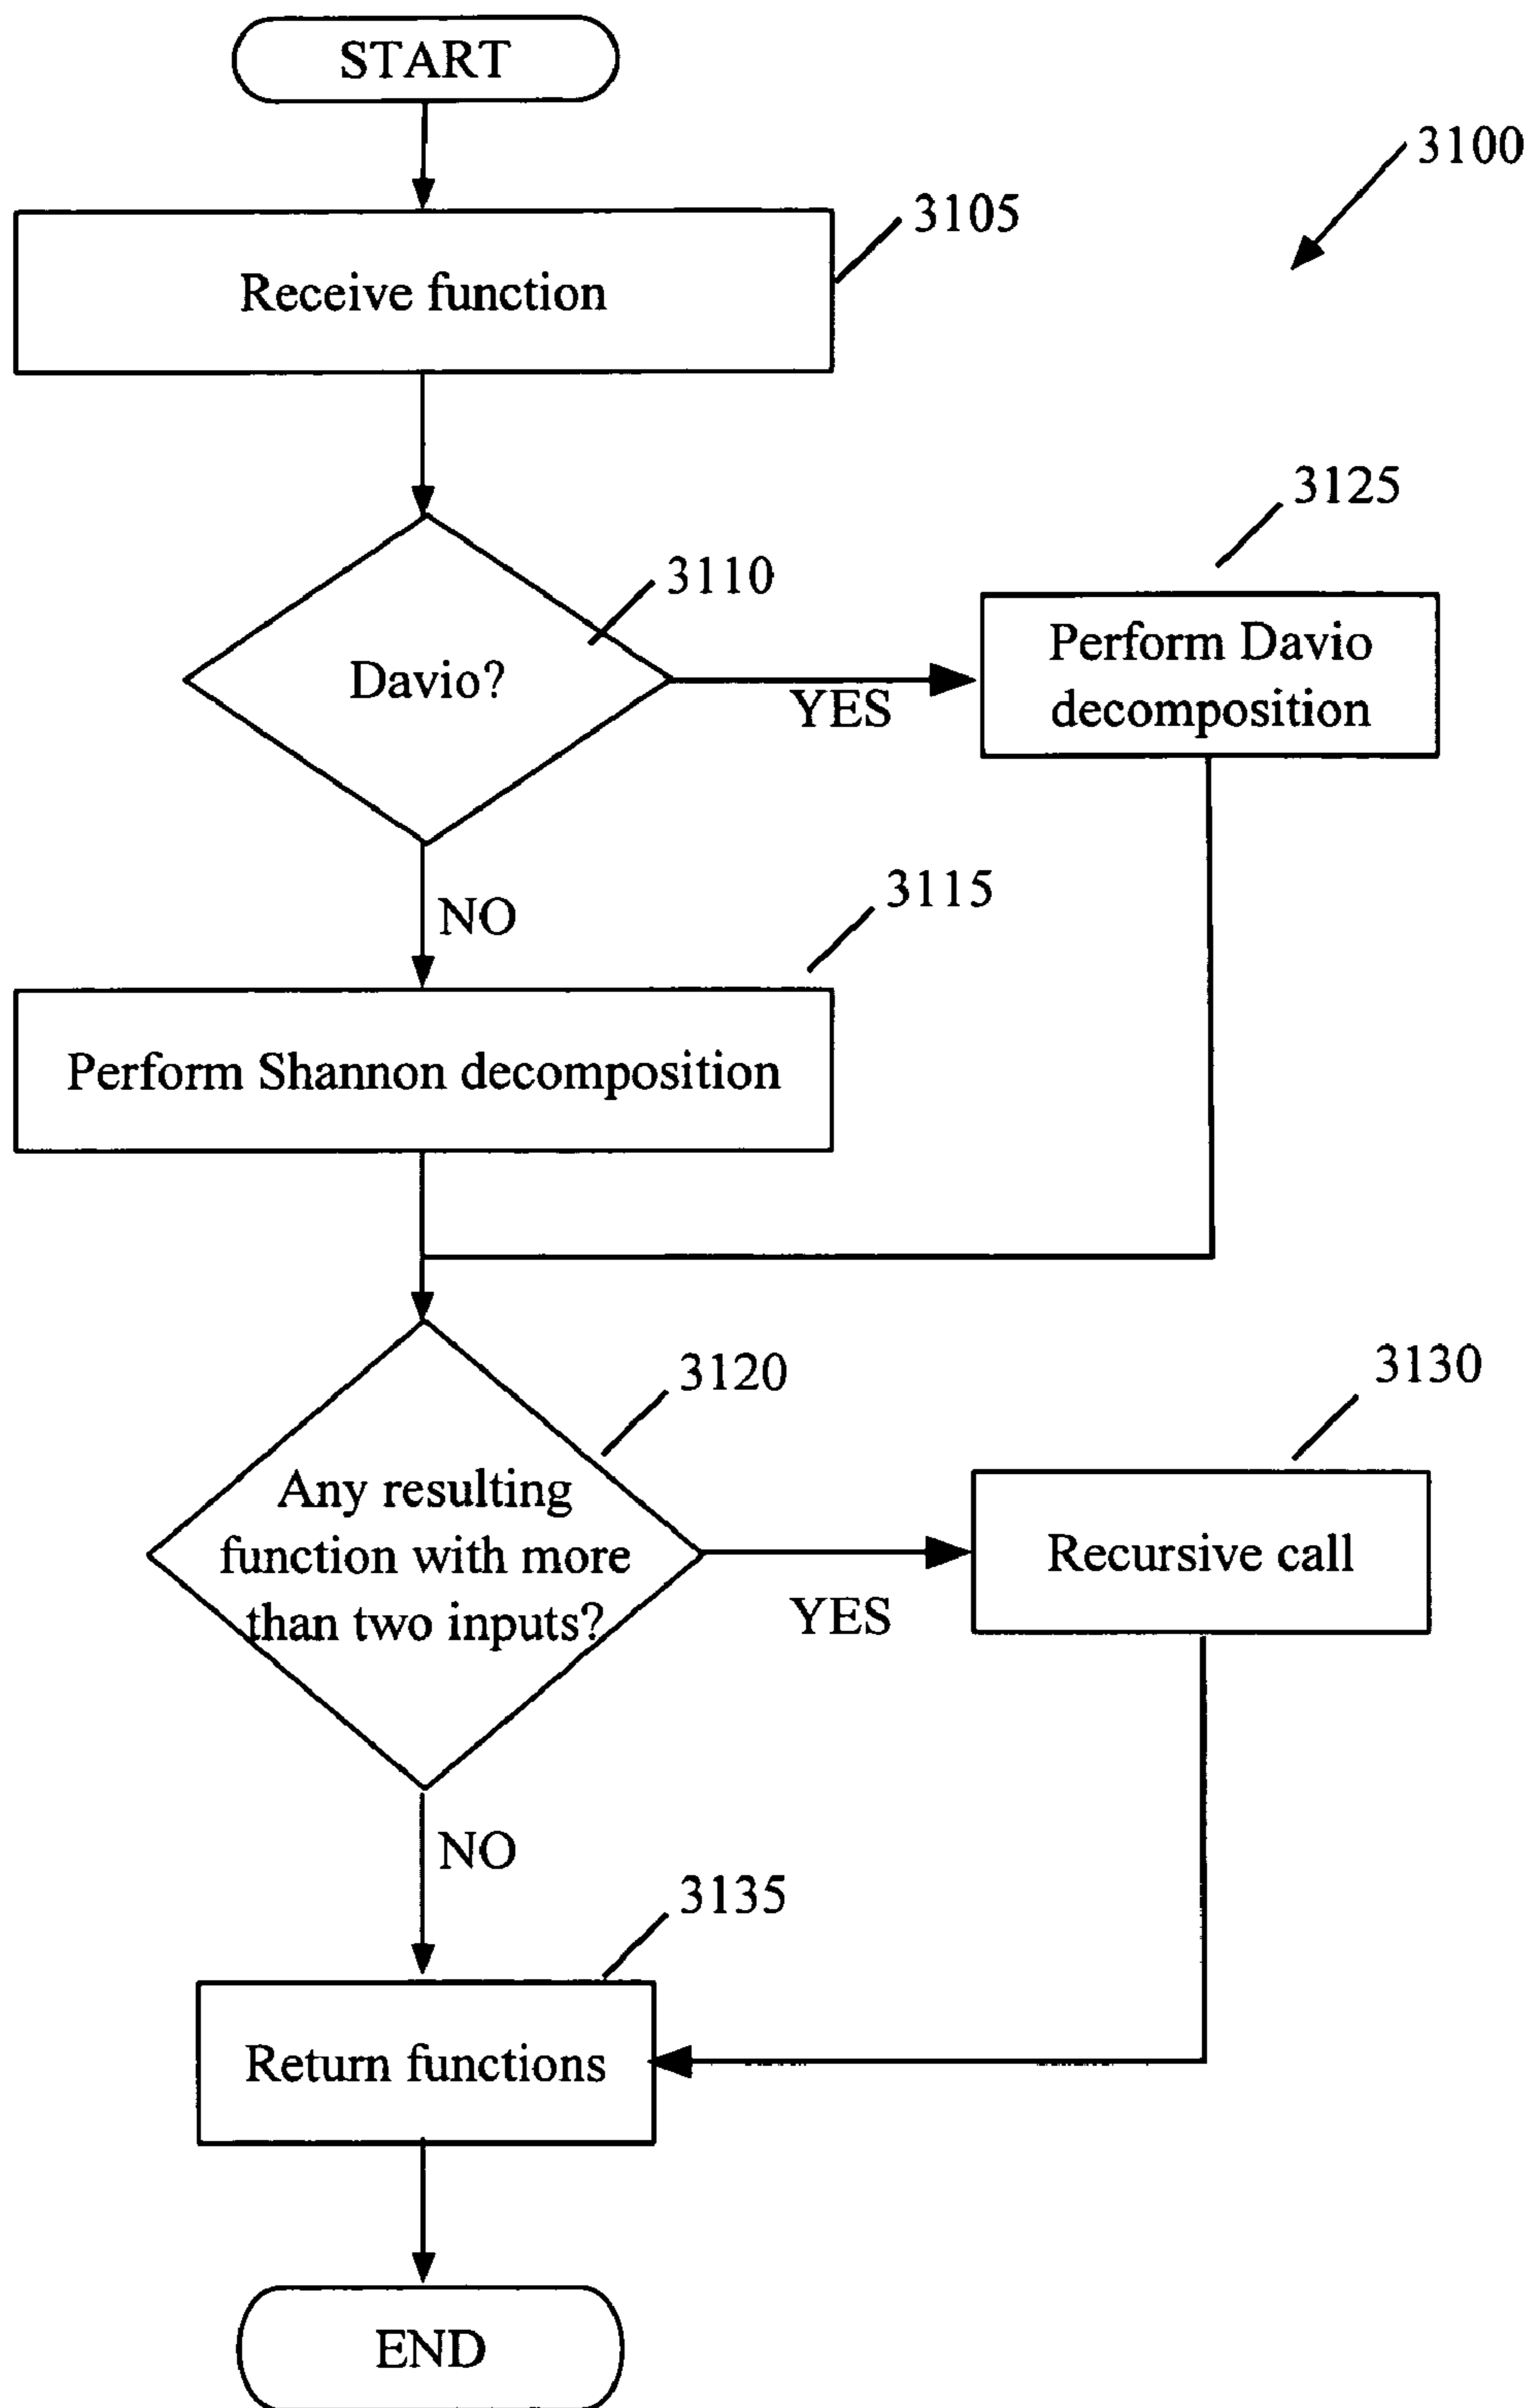 START
3100
3105
Receive function
3125
3110
Perform Davio
decomposition
Davio?
YES
3115
NO
Perform Shannon decomposition
3120
3130
Any resulting
function with more
than two inputs?
Recursive call
YES
NO
3135
Return functions
END